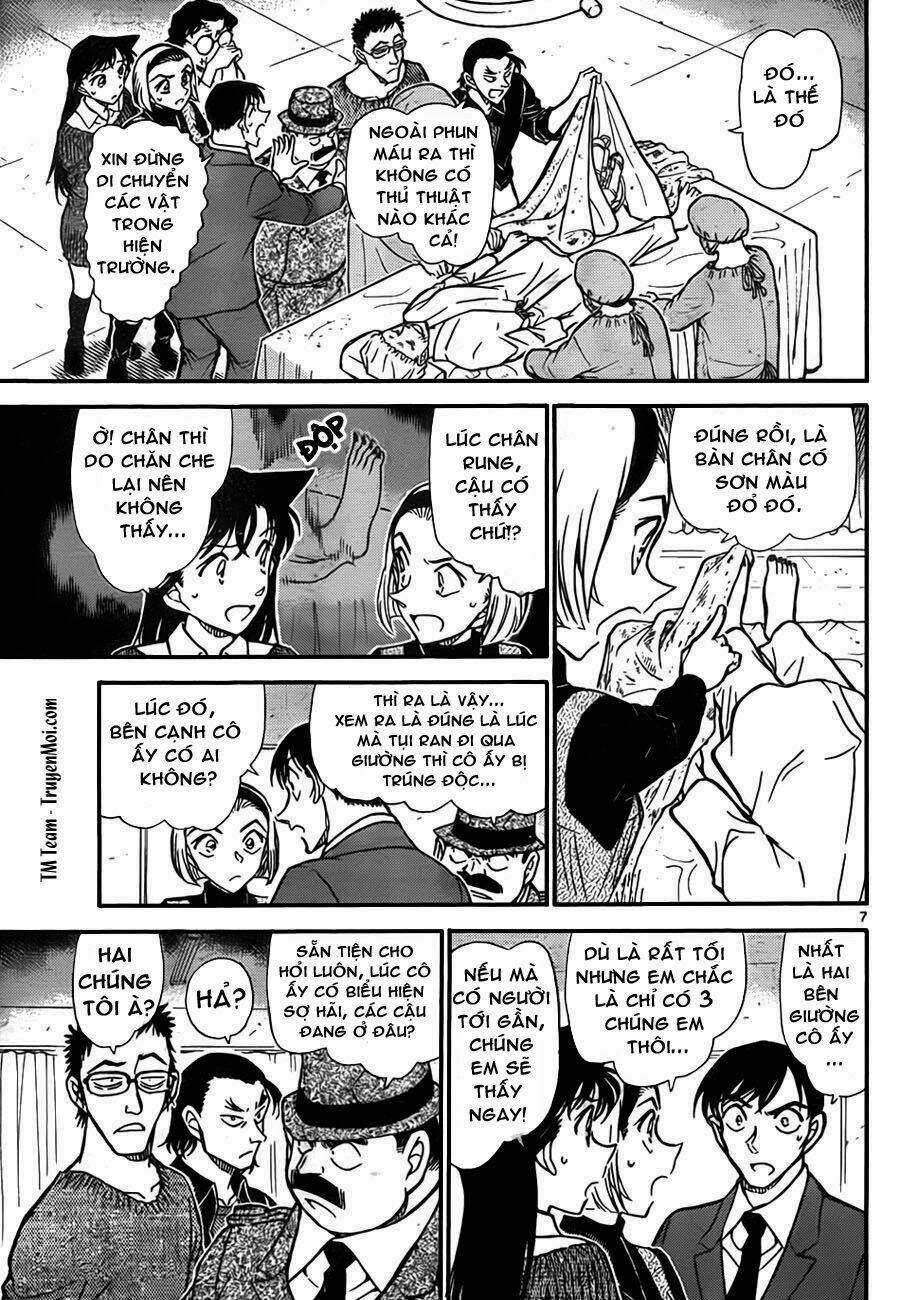 ĐÓ...
LÀ THẾ
ĐÓ
NGOÀI PHUN
MÁU RA THÌ
KHÔNG CÓ
THỦ THUẬT
NÀO KHÁC
CẢ!
XIN ĐỪNG
DI CHUYỂN
CÁC VẬT
TRONG
HIỆN
TRƯỜNG.
ĐÚNG RỒI, LÀ
BÀN CHÂN CÓ
SƠN MÀU
ĐỎ ĐÓ.
LÚC CHÂN
RUNG,
CẬU CÓ
THẤY
CHỨ!?
ĐỘP
Ờ! CHÂN THÌ
DO CHĂN CHE
LẠI NÊN
KHÔNG
THẤY...
THÌ RA LÀ VẬY...
XEM RA LÀ ĐÚNG LÀ LÚC
MÀ TỤI RAN ĐI QUA
GIƯỜNG THÌ CÔ ẤY BỊ
TRÚNG ĐỘC...
LÚC ĐÓ,
BÊN CẠNH CÔ
ẤY CÓ AI
KHÔNG?
TM Team - TruyenMoi.com
7
NHẤT
LÀ HAI
BÊN
GIƯỜNG
CÔ ẤY
...
DÙ LÀ RẤT TỐI
NHƯNG EM CHẮC
LÀ CHỈ CÓ 3
CHÚNG EM
THÔI...
NẾU MÀ
CÓ NGƯỜI
TỚI GẦN,
CHÚNG
EM SẼ
THẤY
NGAY!
SẴN TIỆN CHO
HỎI LUÔN, LÚC CÔ
ẤY CÓ BIỂU HIỆN
SỢ HÃI, CÁC CẬU
ĐANG Ở ĐÂU?
HẢ?
HAI
CHÚNG
TÔI À?